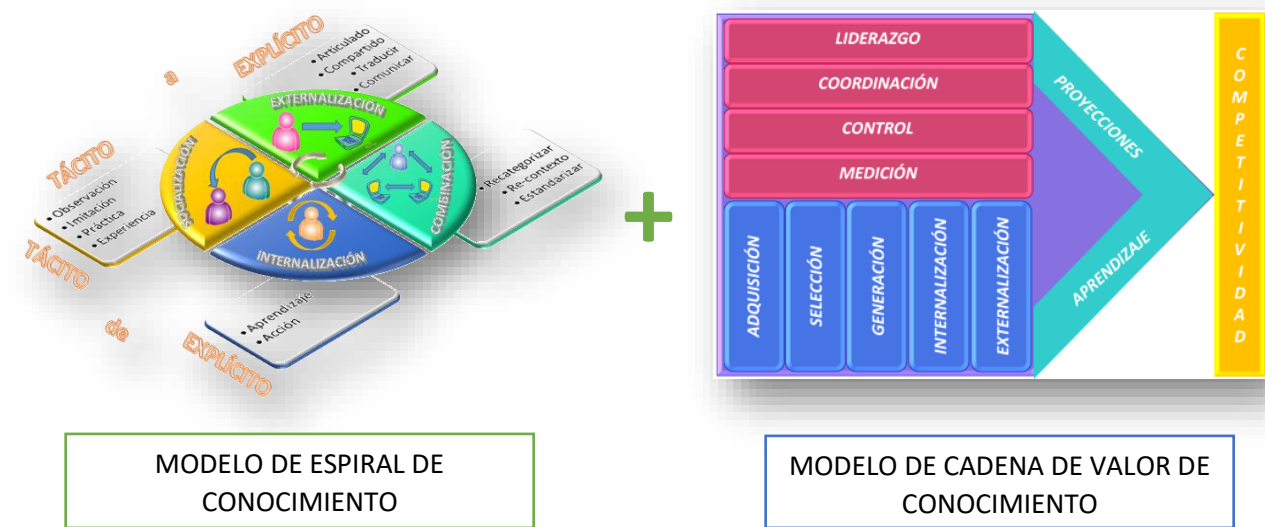 a EXPLÍCITO
• Articulado
• Compartido
• Traducir
• Comunicar
EXTERNALIZACIÓN
TÁCITO
• Observación
• Imitación
• Práctica
• Experiencia
SOCIALIZACIÓN
COMBINACIÓN
• Recategorizar
• Re-contexto
• Estandarizar
INTERNALIZACIÓN
• Aprendizaje
• Acción
TÁCITO
de
EXPLÍCITO
+
LIDERAZGO
COORDINACIÓN
CONTROL
MEDICIÓN
ADQUISICIÓN
SELECCIÓN
GENERACIÓN
INTERNALIZACIÓN
EXTERNALIZACIÓN
PROYECCIONES
APRENDIZAJE
COMPETITIVIDAD
MODELO DE ESPIRAL DE
CONOCIMIENTO
MODELO DE CADENA DE VALOR DE
CONOCIMIENTO